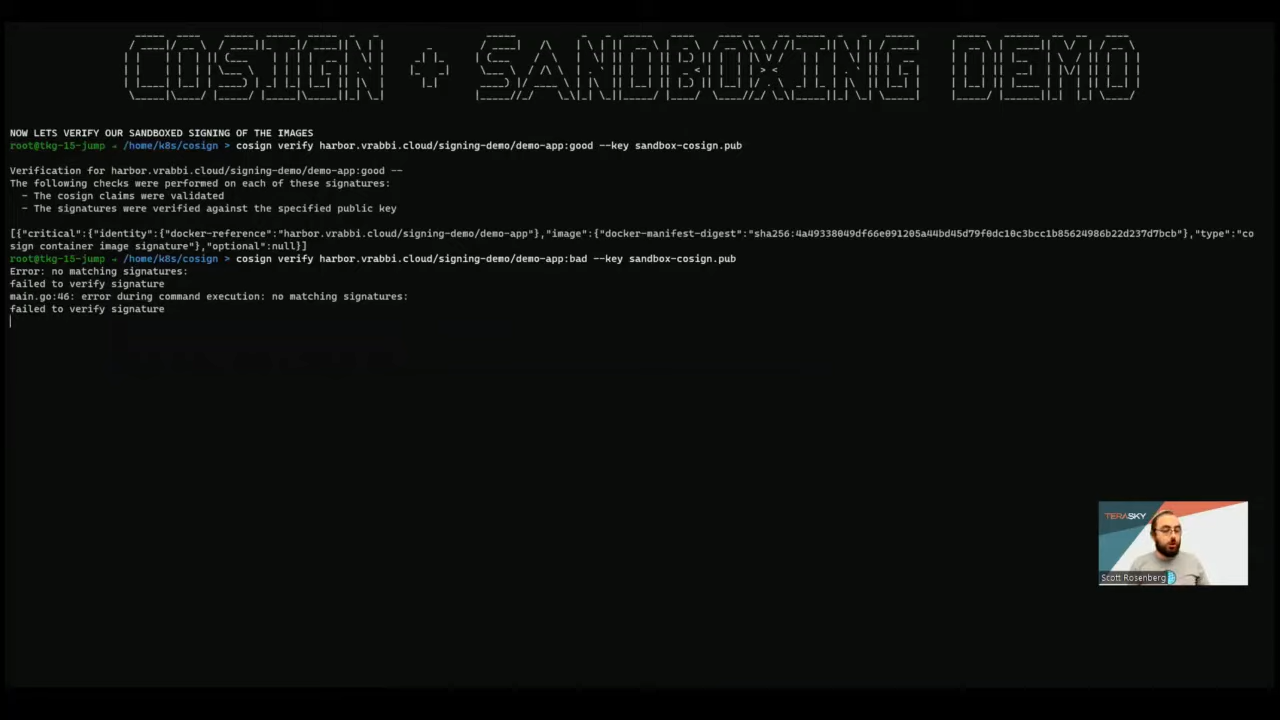 COSIGN + SANDBOXING DEMO
NOW LETS VERIFY OUR SANDBOXED SIGNING OF THE IMAGES
root@tkg-15-jump → /home/k8s/cosign > cosign verify harbor.vrabbi.cloud/signing-demo/demo-app:good --key sandbox-cosign.pub
Verification for harbor.vrabbi.cloud/signing-demo/demo-app:good --
The following checks were performed on each of these signatures:
- The cosign claims were validated
- The signatures were verified against the specified public key
[{"critical":{"identity":{"docker-reference":"harbor.vrabbi.cloud/signing-demo/demo-app"},"image":{"docker-manifest-digest":"sha256:4a49338049df66e091205a44bd45d79f0dc10c3bcc1b85624986b22d237d7bcb"},"type":"co
sign container image signature"},"optional":null}]
root@tkg-15-jump → /home/k8s/cosign > cosign verify harbor.vrabbi.cloud/signing-demo/demo-app:bad --key sandbox-cosign.pub
Error: no matching signatures:
failed to verify signature
main.go:46: error during command execution: no matching signatures:
failed to verify signature
TERASKY
Scott Rosenberg